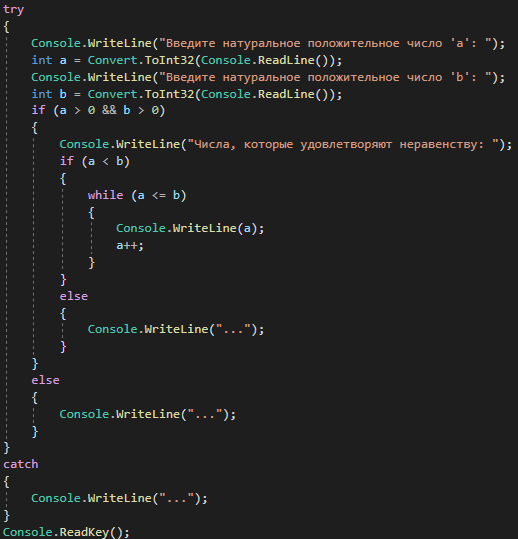 try
{
Console.WriteLine("Введите натуральное положительное число 'a': ");
int a = Convert.ToInt32(Console.ReadLine());
Console.WriteLine("Введите натуральное положительное число 'b': ");
int b = Convert.ToInt32(Console.ReadLine());
if (a > 0 && b > 0)
{
Console.WriteLine("Числа, которые удовлетворяют неравенству: ");
if (a < b)
{
while (a <= b)
{
Console.WriteLine(a);
a++;
}
}
else
{
Console.WriteLine("...");
}
}
else
{
Console.WriteLine("...");
}
}
catch
{
Console.WriteLine("...");
}
Console.ReadKey();